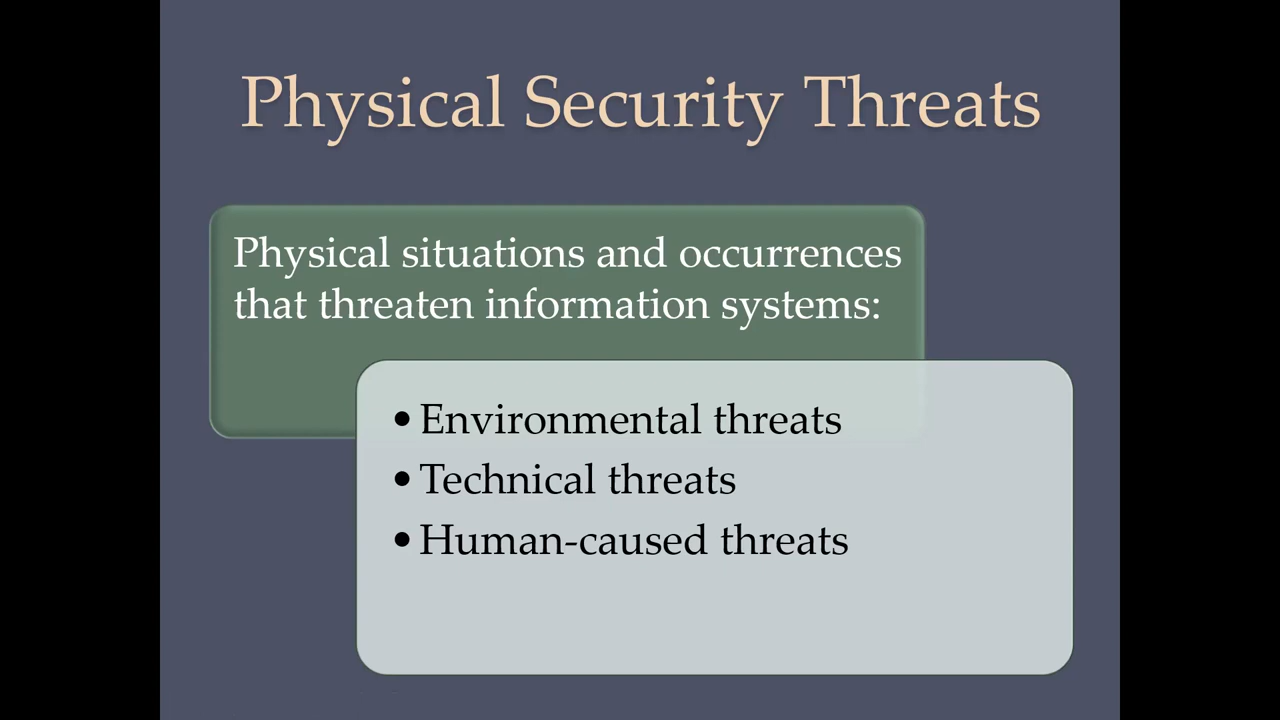 Physical Security Threats
Physical situations and occurrences
that threaten information systems:
•Environmental threats
•Technical threats
•Human-caused threats